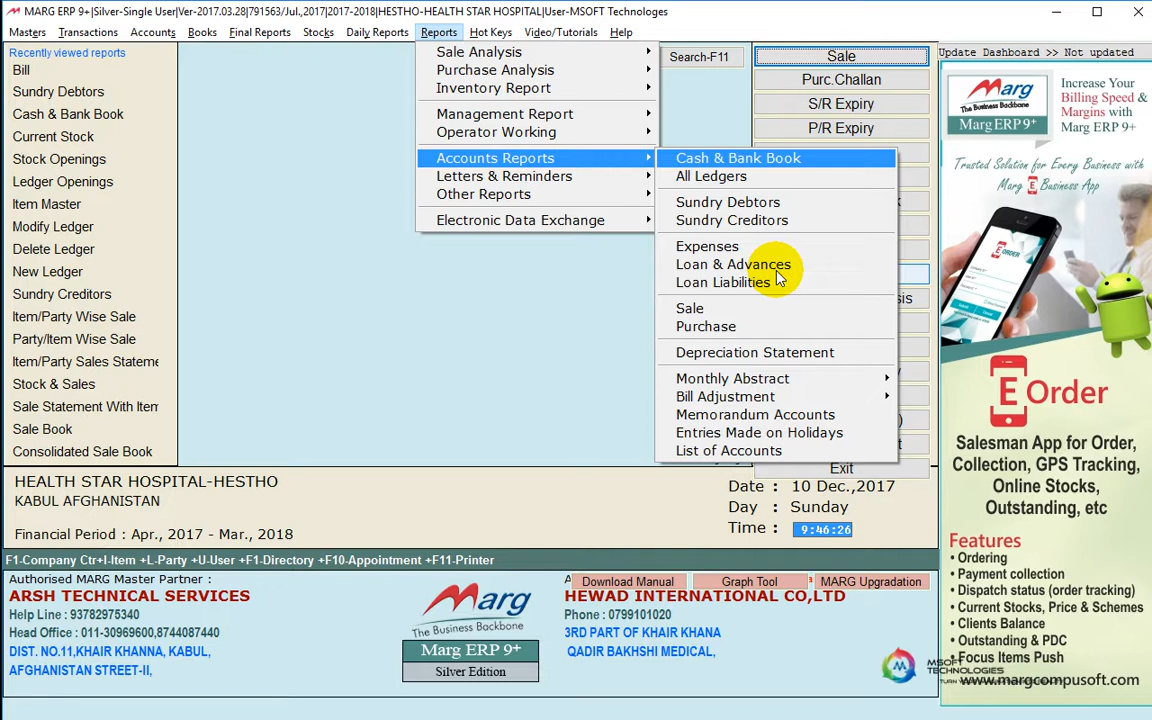 MARG ERP 9+|Silver-Single User|Ver-2017.03.28|791563/Jul.,2017|2017-2018|HESTHO-HEALTH STAR HOSPITAL|User-MSOFT Technologes
Masters Transactions Accounts Books Final Reports Stocks Daily Reports Reports Hot Keys Video/Tutorials Help
Recently viewed reports
Bill
Sundry Debtors
Cash & Bank Book
Current Stock
Stock Openings
Ledger Openings
Item Master
Modify Ledger
Delete Ledger
New Ledger
Sundry Creditors
Item/Party Wise Sale
Party/Item Wise Sale
Item/Party Sales Stateme
Stock & Sales
Sale Statement With Item
Sale Book
Consolidated Sale Book
Sale Analysis
Purchase Analysis
Inventory Report
Management Report
Operator Working
Accounts Reports
Letters & Reminders
Other Reports
Electronic Data Exchange
Cash & Bank Book
All Ledgers
Sundry Debtors
Sundry Creditors
Expenses
Loan & Advances
Loan Liabilities
Sale
Purchase
Depreciation Statement
Monthly Abstract
Bill Adjustment
Memorandum Accounts
Entries Made on Holidays
List of Accounts
Search-F11
Sale
Purc.Challan
S/R Expiry
P/R Expiry
Exit
Update Dashboard >> Not updated
Marg
The Business Backbone
Marg ERP 9+
Increase Your
Billing Speed &
Margins with
Marg ERP 9+
Trusted Solution for Every Business with
Marg E Business App
E ORDER
E Order
Salesman App for Order,
Collection, GPS Tracking,
Online Stocks,
Outstanding, etc
Features
• Ordering
• Payment collection
• Dispatch status (order tracking)
• Current Stocks, Price & Schemes
• Clients Balance
• Outstanding & PDC
• Focus Items Push
www.margcompusoft.com
HEALTH STAR HOSPITAL-HESTHO
KABUL AFGHANISTAN
Financial Period : Apr., 2017 - Mar., 2018
Date : 10 Dec.,2017
Day : Sunday
Time : 9:46:26
F1-Company Ctr+I-Item +L-Party +U-User +F1-Directory +F10-Appointment +F11-Printer
Authorised MARG Master Partner :
ARSH TECHNICAL SERVICES
Help Line : 93782975340
Head Office : 011-30969600,8744087440
DIST. NO.11,KHAIR KHANNA, KABUL,
AFGHANISTAN STREET-II,
Marg
The Business Backbone
Marg ERP 9+
Silver Edition
Download Manual Graph Tool MARG Upgradation
HEWAD INTERNATIONAL CO,LTD
Phone : 0799101020
3RD PART OF KHAIR KHANA
QADIR BAKHSHI MEDICAL,
MSOFT
TECHNOLOGIES